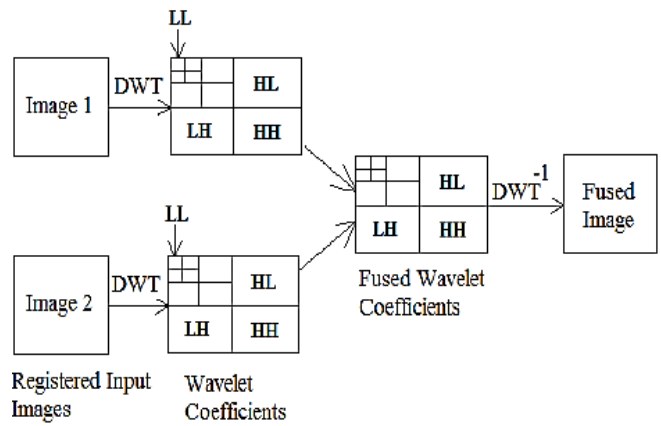 LL
Image 1
DWT
HL
LH
HH
HL
LH
HH
DWT
-1
Fused
Image
LL
Image 2
DWT
HL
LH
HH
Fused Wavelet
Coefficients
Registered Input
Images
Wavelet
Coefficients